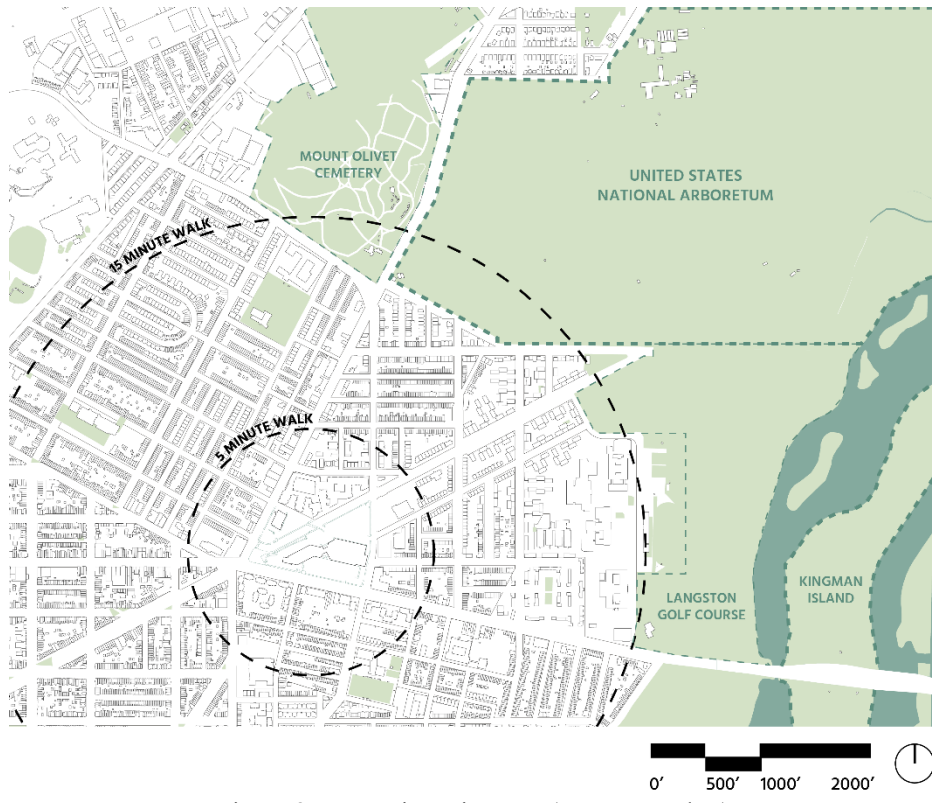 MOUNT OLIVET
CEMETERY
UNITED STATES
NATIONAL ARBORETUM
15 MINUTE WALK
5 MINUTE WALK
LANGSTON
GOLF COURSE
KINGMAN
ISLAND
0' 500' 1000' 2000'